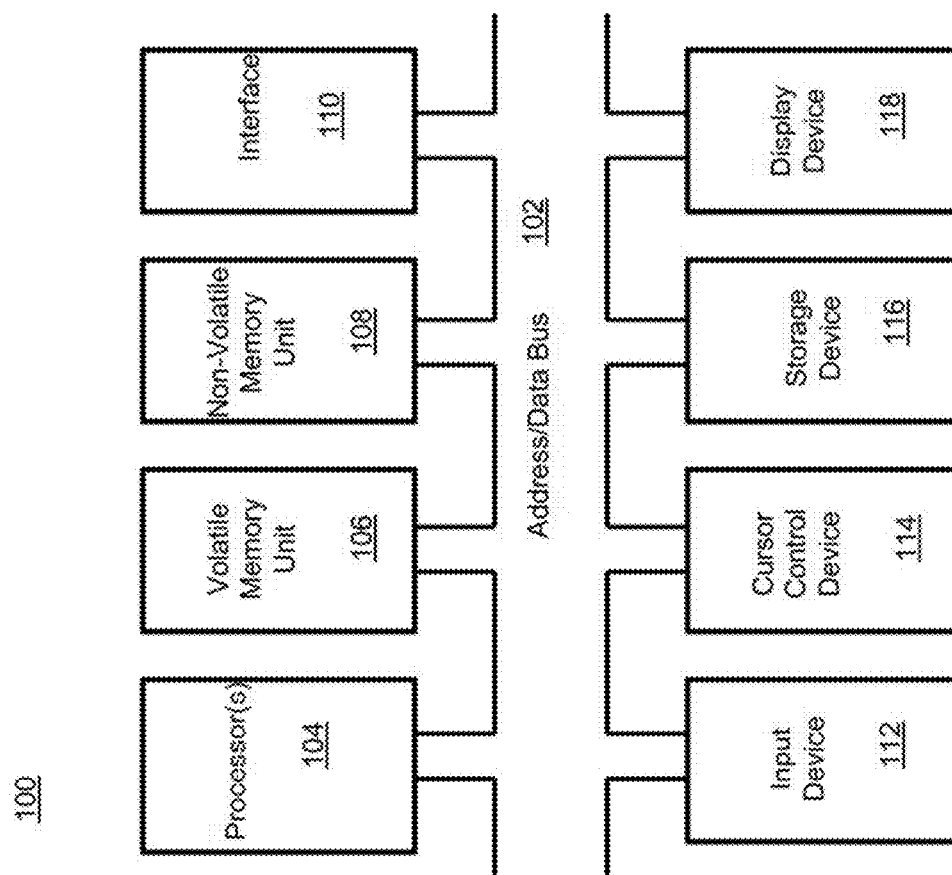 100
Processor(s)
104
Volatile
Memory
Unit
106
Non-Volatile
Memory
Unit
108
Interface
110
Address/Data Bus
102
Input
Device
112
Cursor
Control
Device
114
Storage
Device
116
Display
Device
118